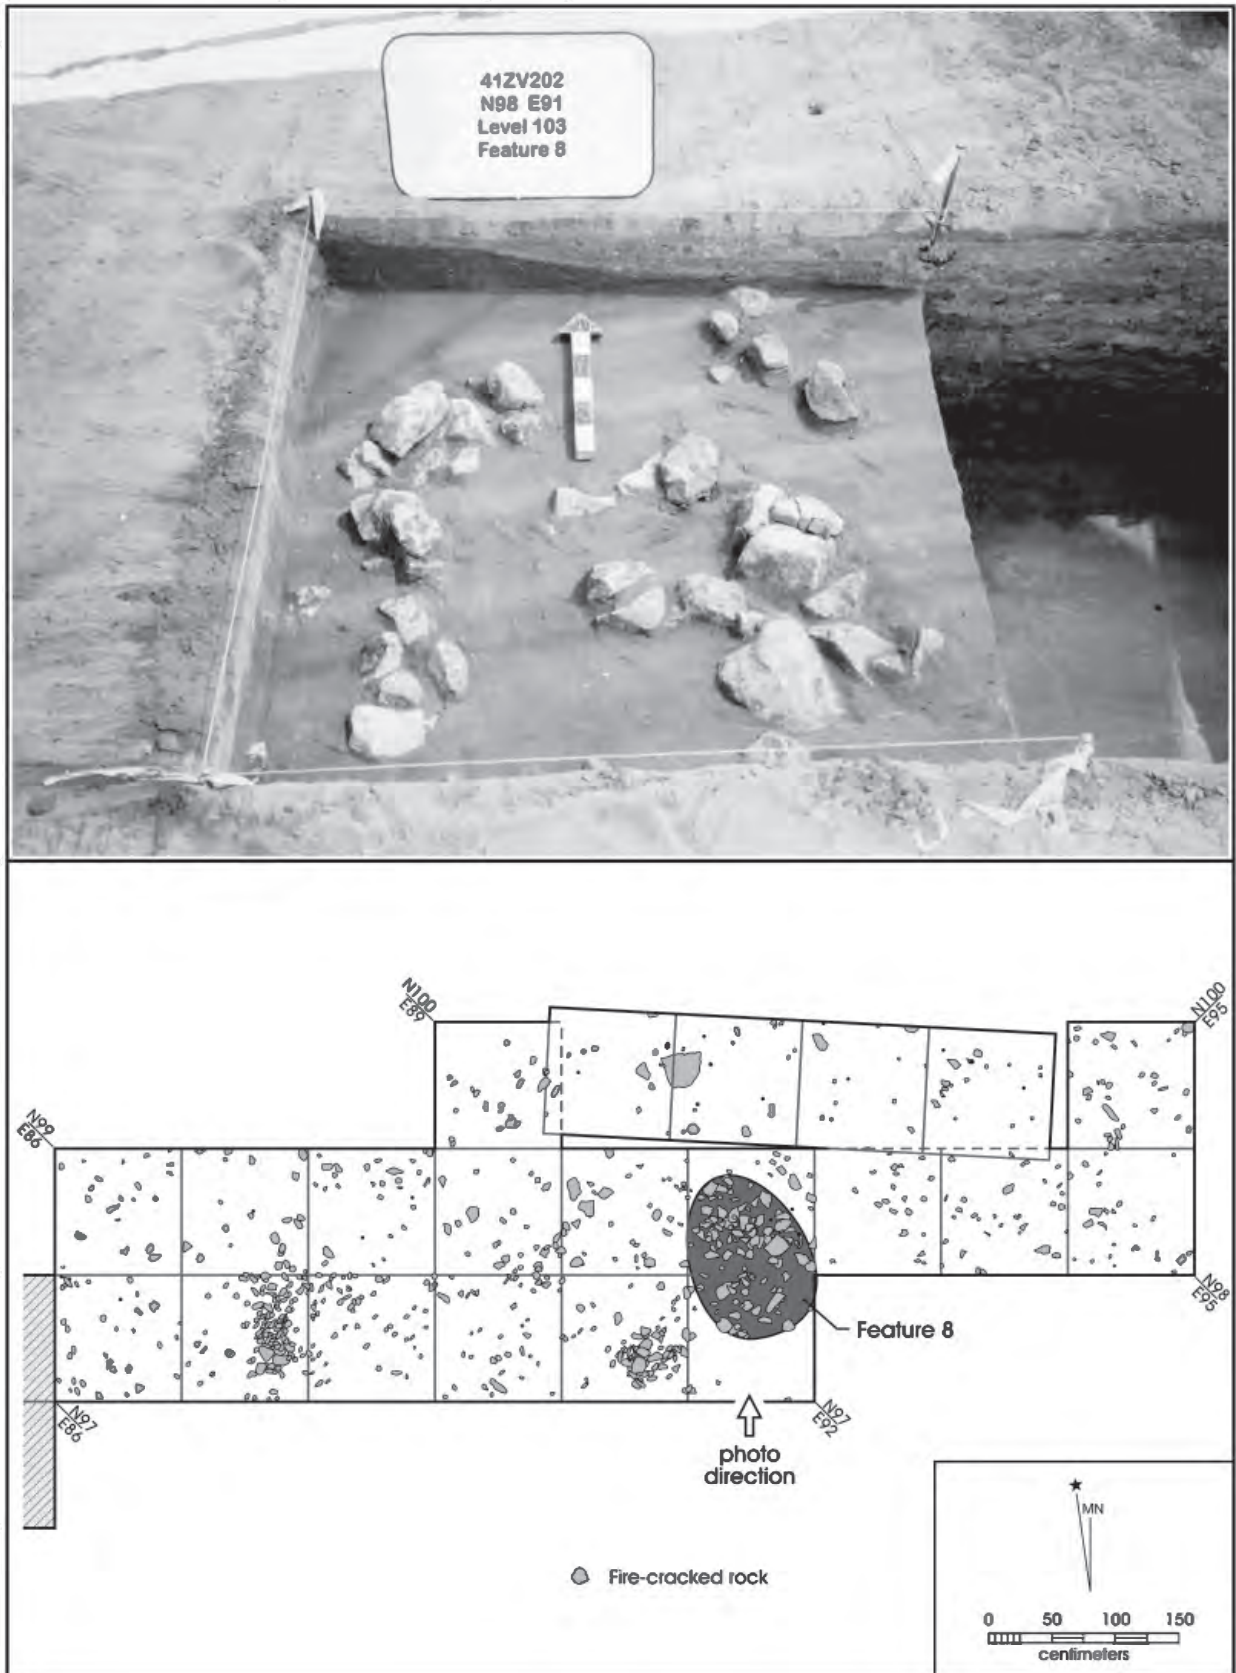 41ZV202
N98 E91
Level 103
Feature 8
N100
E89
N100
E95
N99
E86
N98
E95
Feature 8
N97
E86
N97
E92
photo
direction
MN
Fire-cracked rock
0 50 100 150
centimeters